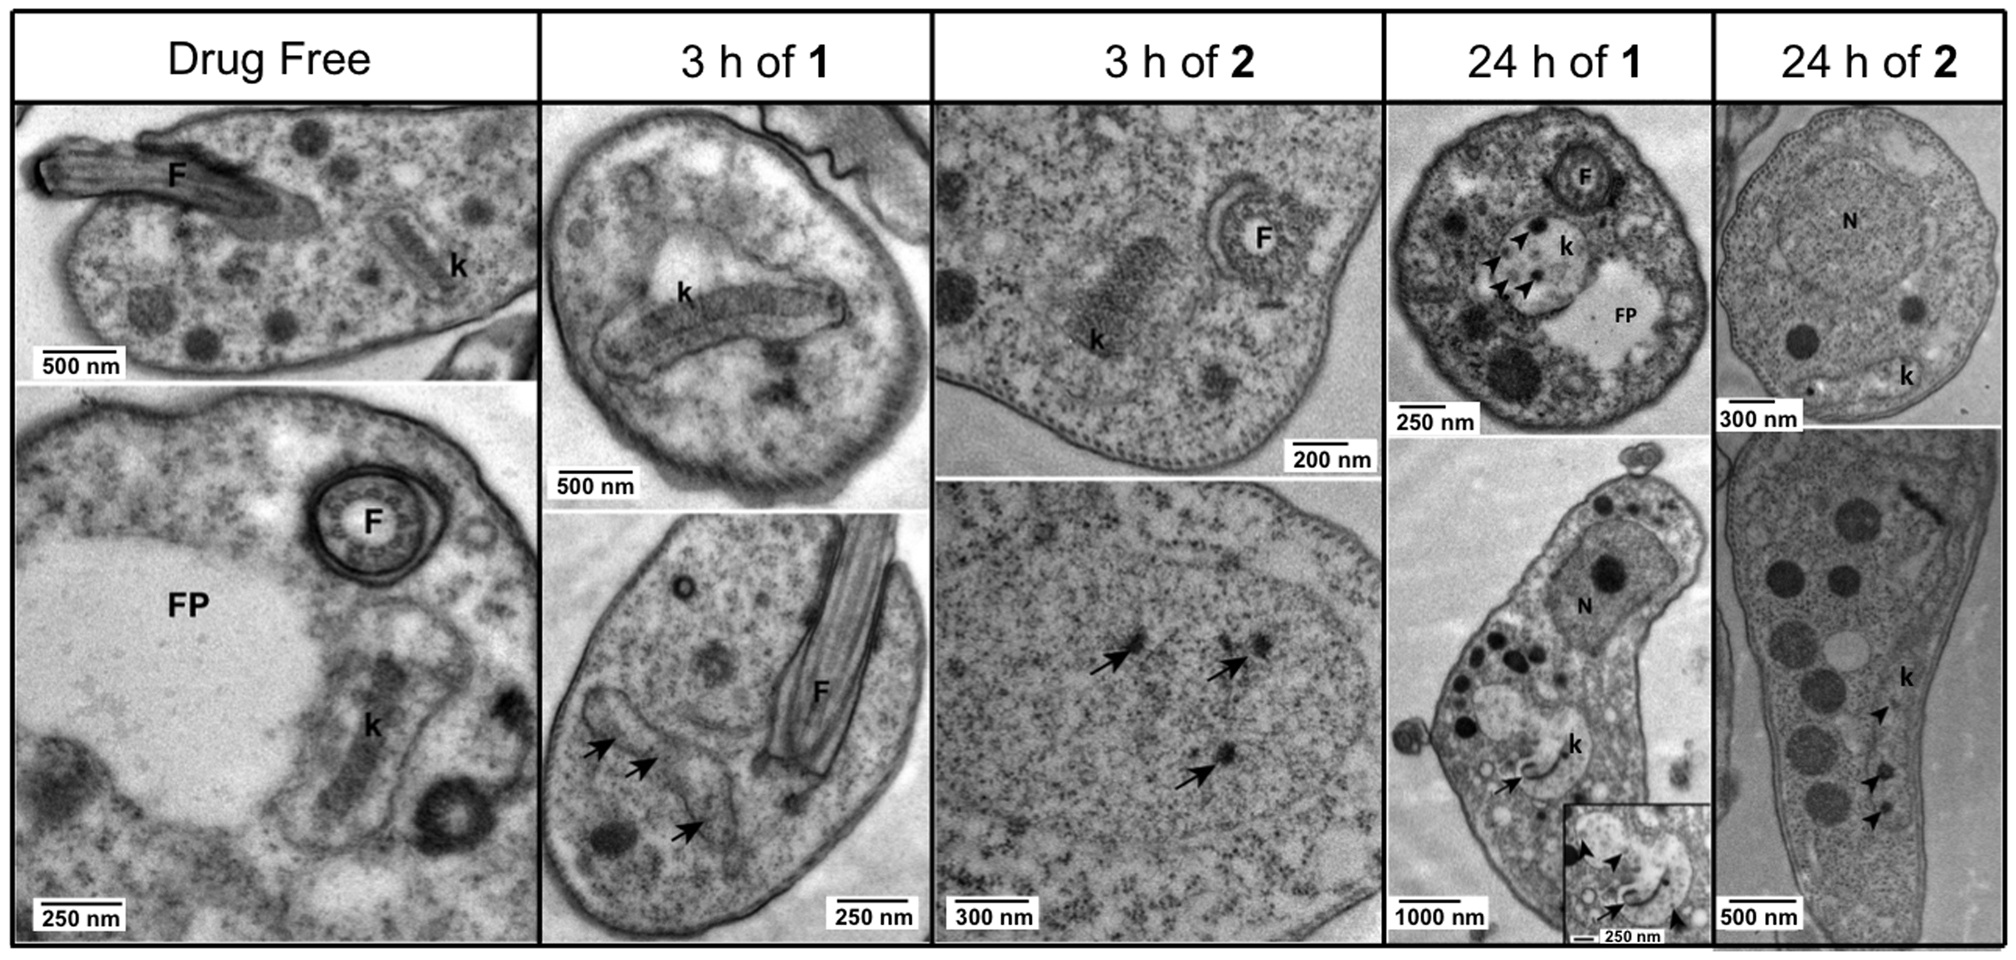 Drug Free
3 h of 1
3 h of 2
24 h of 1
24 h of 2
F
k
500 nm
FP
F
k
250 nm
k
500 nm
F
250 nm
F
k
200 nm
300 nm
F
k
FP
250 nm
N
k
1000 nm
250 nm
N
k
300 nm
k
500 nm